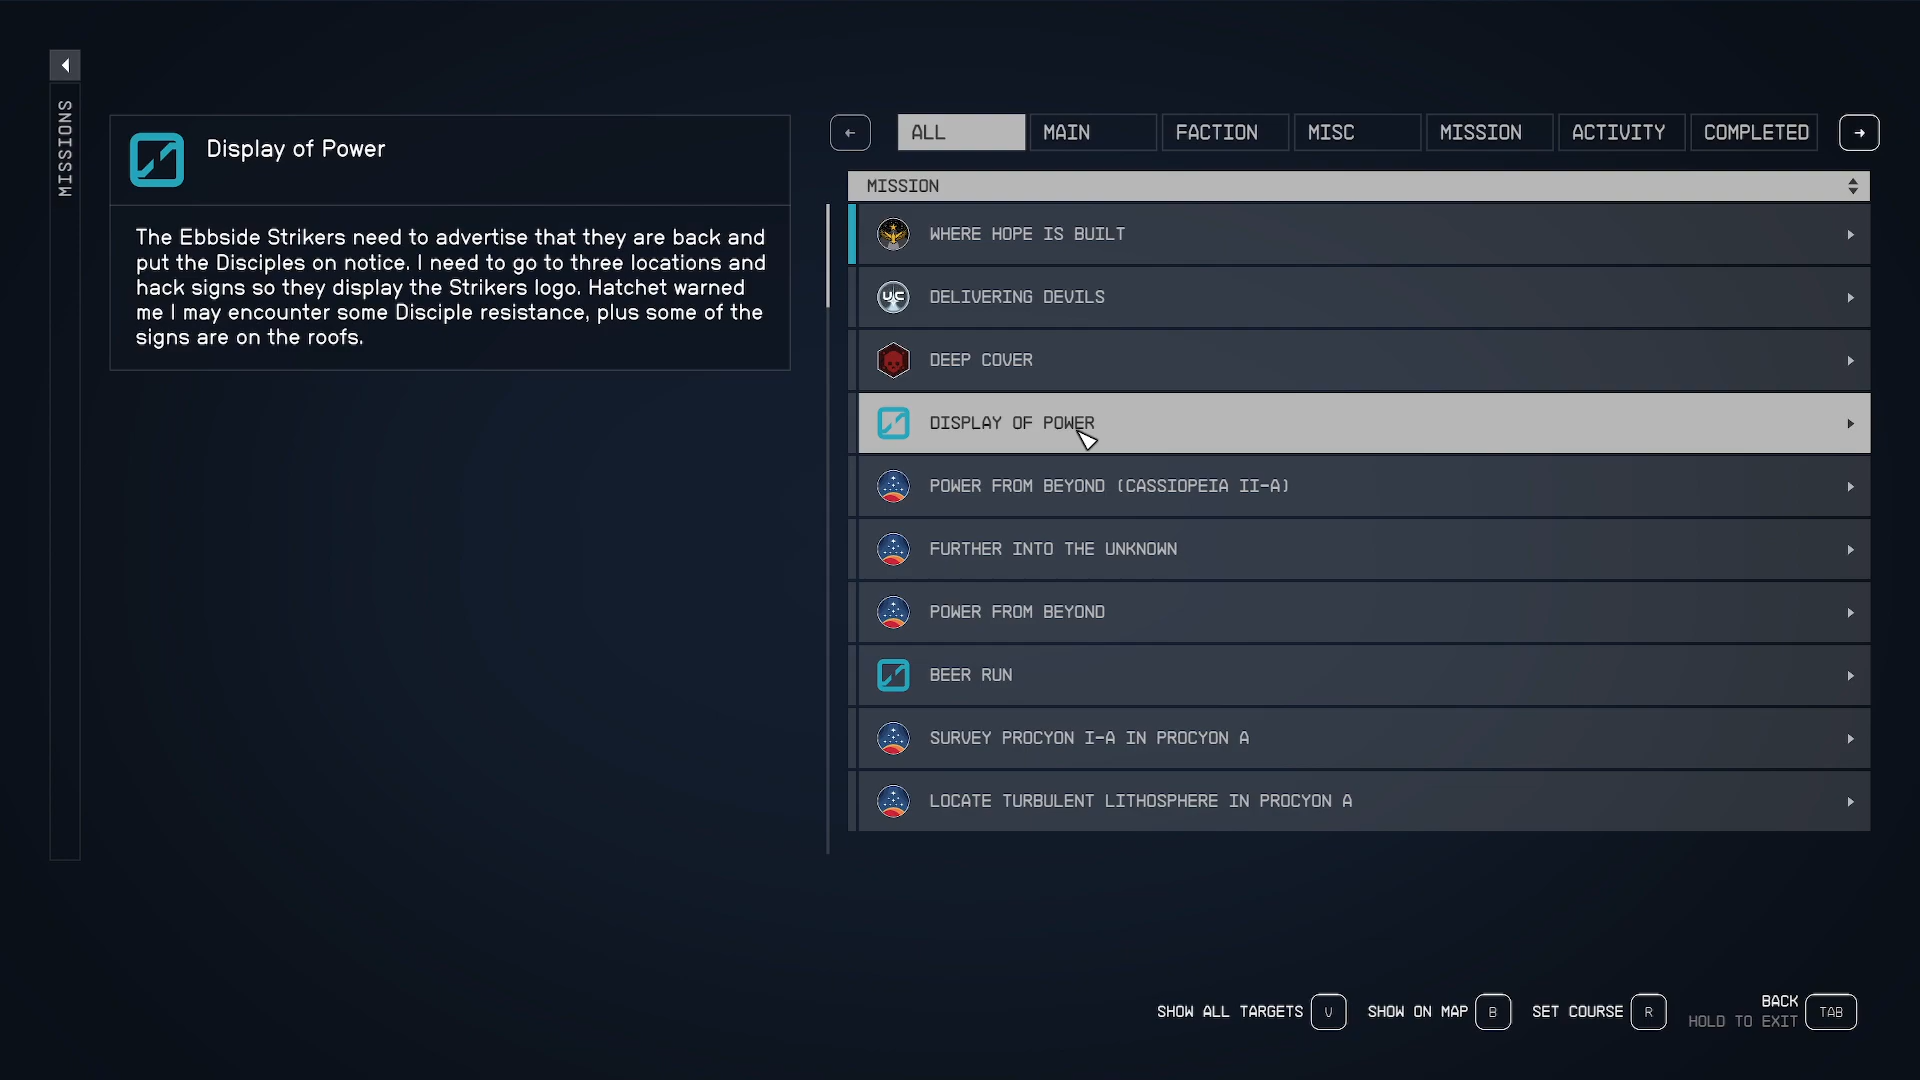 MISSIONS
Display of Power
The Ebbside Strikers need to advertise that they are back and
put the Disciples on notice. I need to go to three locations and
hack signs so they display the Strikers logo. Hatchet warned
me I may encounter some Disciple resistance, plus some of the
signs are on the roofs.
ALL MAIN FACTION MISC MISSION ACTIVITY COMPLETED
MISSION
WHERE HOPE IS BUILT
UC DELIVERING DEVILS
DEEP COVER
DISPLAY OF POWER
POWER FROM BEYOND (CASSIOPEIA II-A)
FURTHER INTO THE UNKNOWN
POWER FROM BEYOND
BEER RUN
SURVEY PROCYON I-A IN PROCYON A
LOCATE TURBULENT LITHOSPHERE IN PROCYON A
SHOW ALL TARGETS V SHOW ON MAP B SET COURSE R BACK TAB
HOLD TO EXIT